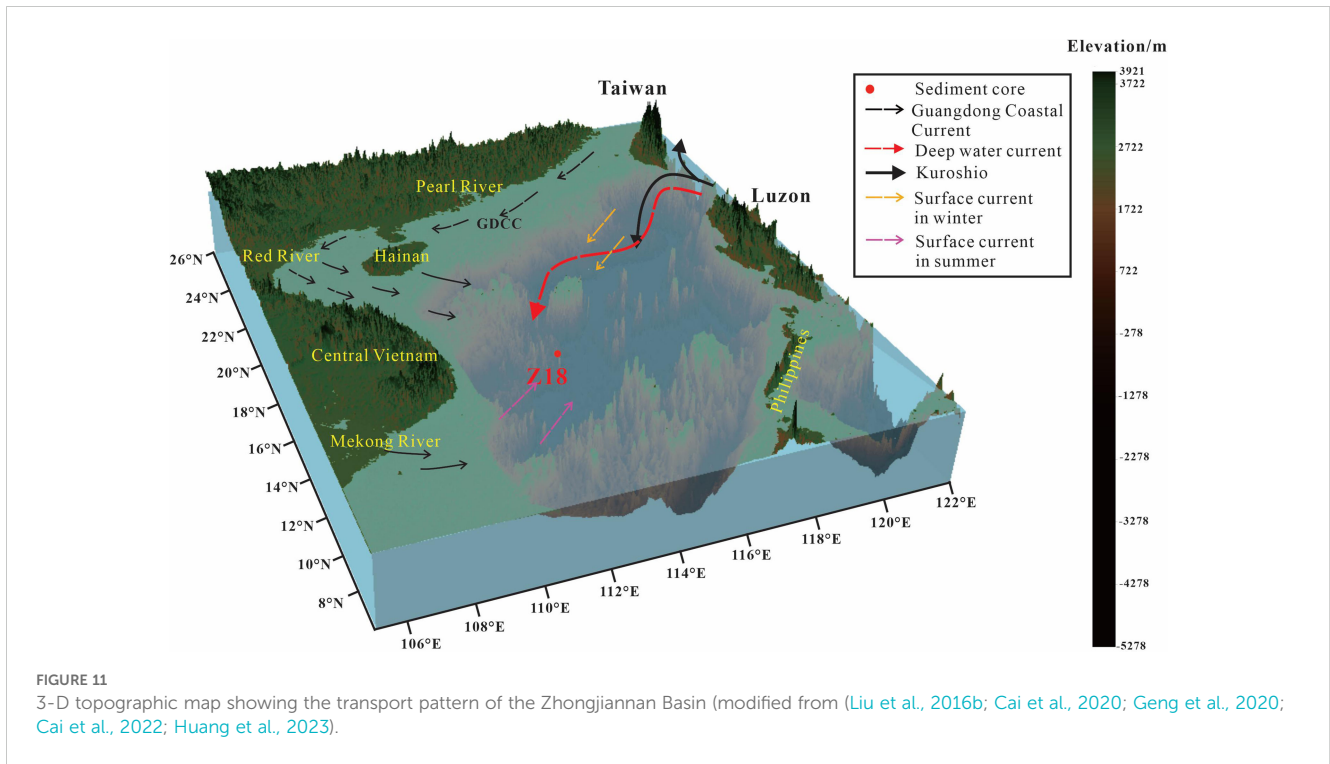 Elevation/m
3921
3722
2722
1722
722
-278
-1278
-2278
-3278
-4278
-5278
Sediment core
Guangdong Coastal
Current
Deep water current
Kuroshio
Surface current
in winter
Surface current
in summer
Taiwan
Luzon
Pearl River
GDCC
Red River
Hainan
Central Vietnam
Z18
Philippines
Mekong River
26°N
24°N
22°N
20°N
18°N
16°N
14°N
12°N
10°N
8°N
106°E
108°E
110°E
112°E
114°E
116°E
118°E
120°E
122°E
FIGURE 11
3-D topographic map showing the transport pattern of the Zhongjiannan Basin (modified from (Liu et al., 2016b; Cai et al., 2020; Geng et al., 2020;
Cai et al., 2022; Huang et al., 2023).